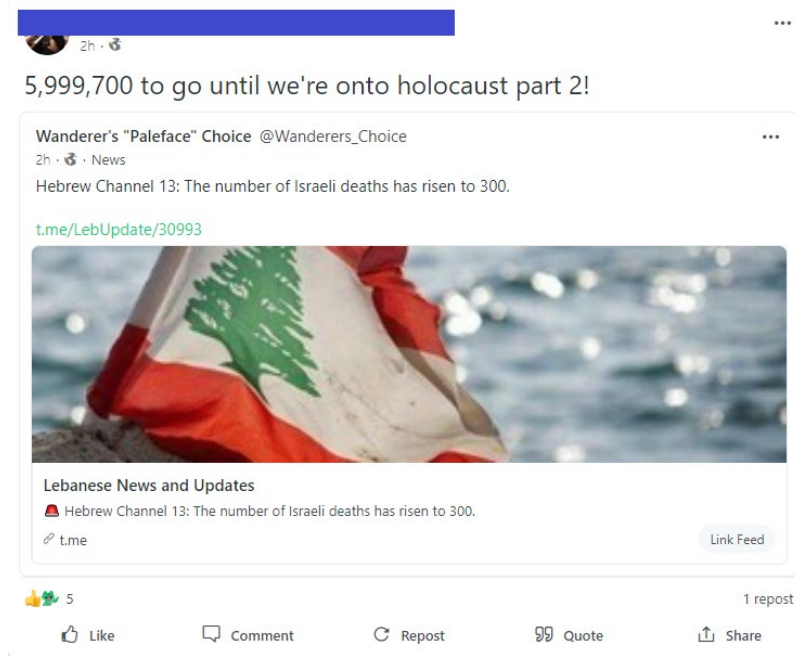 2h ·
5,999,700 to go until we're onto holocaust part 2!
Wanderer's "Paleface" Choice @Wanderers_Choice
2h · · News
Hebrew Channel 13: The number of Israeli deaths has risen to 300.
t.me/LebUpdate/30993
Lebanese News and Updates
🚨 Hebrew Channel 13: The number of Israeli deaths has risen to 300.
t.me
Link Feed
5
1 repost
Like Comment Repost Quote Share